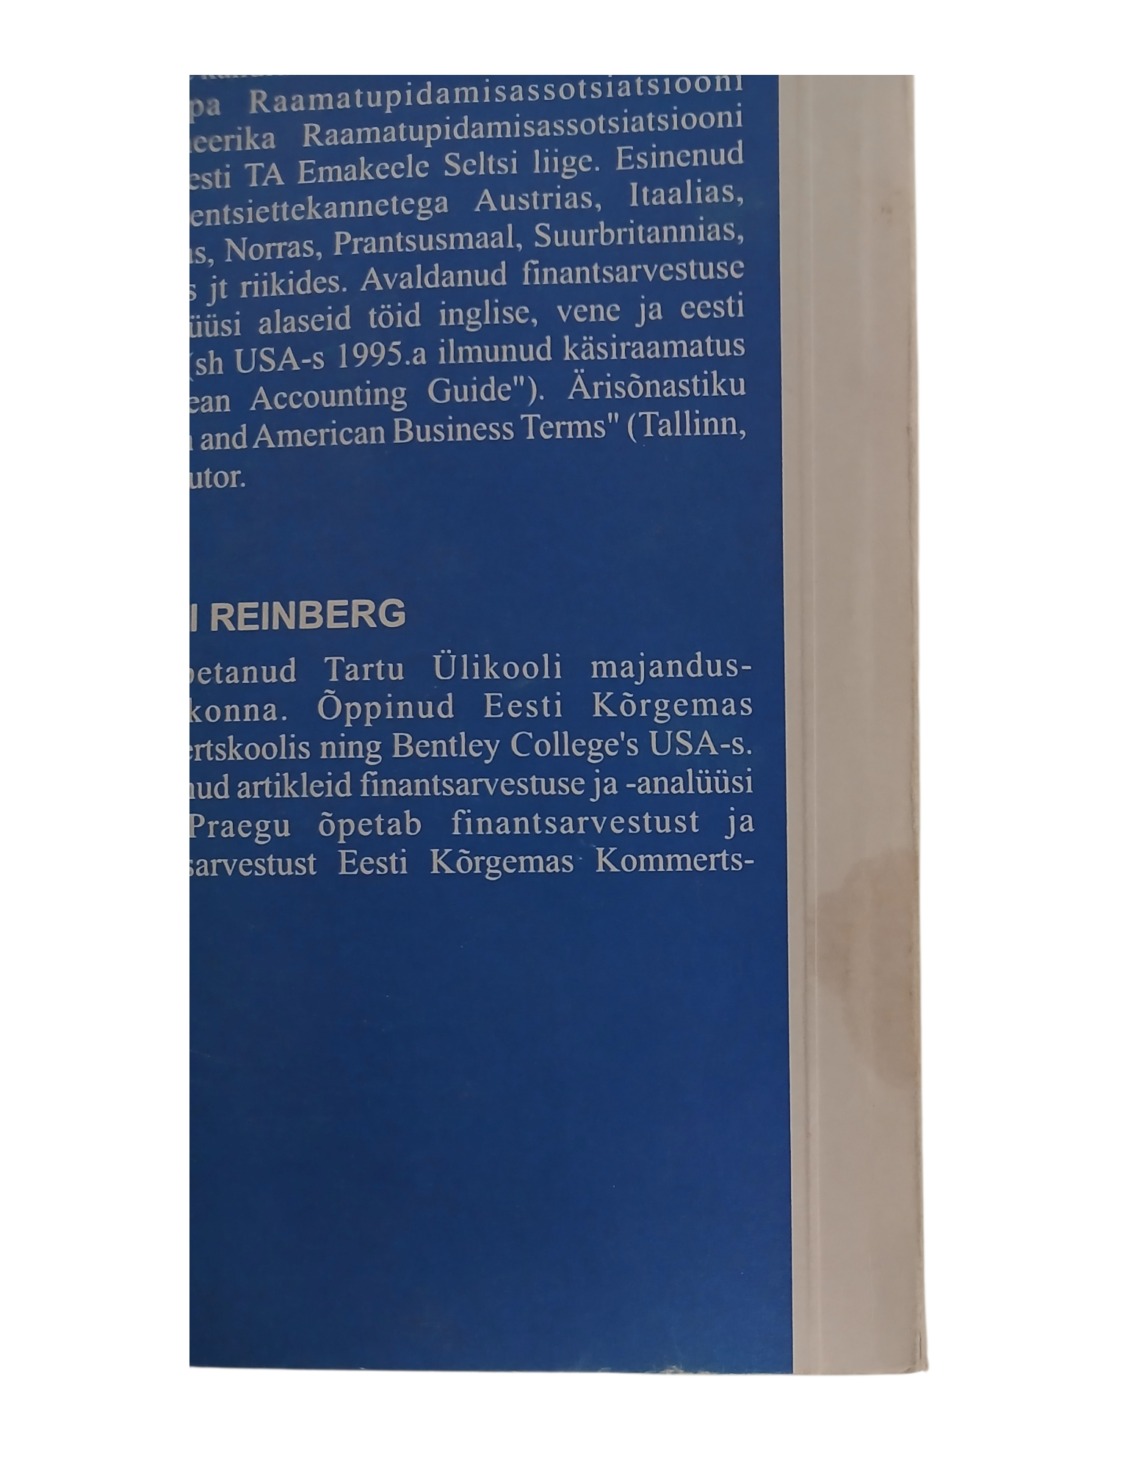 pa Raamatupidamisassotsiatsiooni
eerika Raamatupidamisassotsiatsiooni
esti TA Emakeele Seltsi liige. Esinenud
entsiettekannetega Austrias, Itaalias,
s, Norras, Prantsusmaal, Suurbritannias,
s jt riikides. Avaldanud finantsarvestuse
üüsi alaseid töid inglise, vene ja eesti
(sh USA-s 1995.a ilmunud käsiraamatus
ean Accounting Guide"). Ärisõnastiku
and American Business Terms" (Tallinn,
utor.
I REINBERG
petanud Tartu Ülikooli majandus-
konna. Õppinud Eesti Kõrgemas
ertskoolis ning Bentley College's USA-s.
nud artikleid finantsarvestuse ja -analüüsi
Praegu õpetab finantsarvestust ja
sarvestust Eesti Kõrgemas Kommerts-